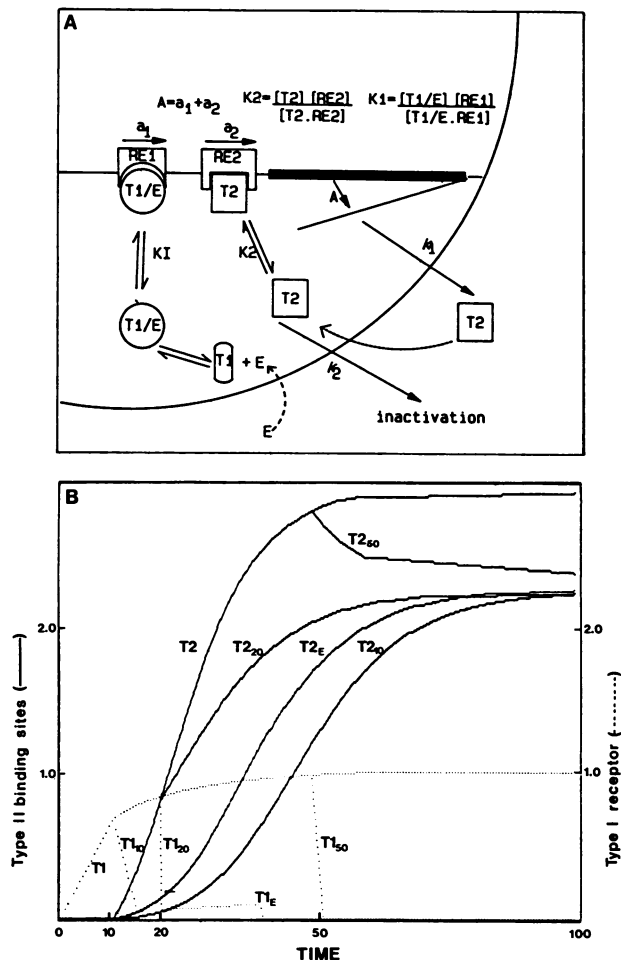 A
A=a1+a2
K2=[T2] [RE2]
[T2.RE2]
K1=[T1/E] [RE1]
[T1/E.RE1]
a1
a2
RE1
RE2
T1/E
T2
A
k1
KI
K2
T2
T2
T1/E
T1 + E
k2
E
inactivation
B
T250
T2
T220
T2E
T210
2.0
2.0
1.0
1.0
T1
T110
T120
T150
T1E
0
10
20
50
100
TIME
Type II binding sites (——)
Type I receptor (------)